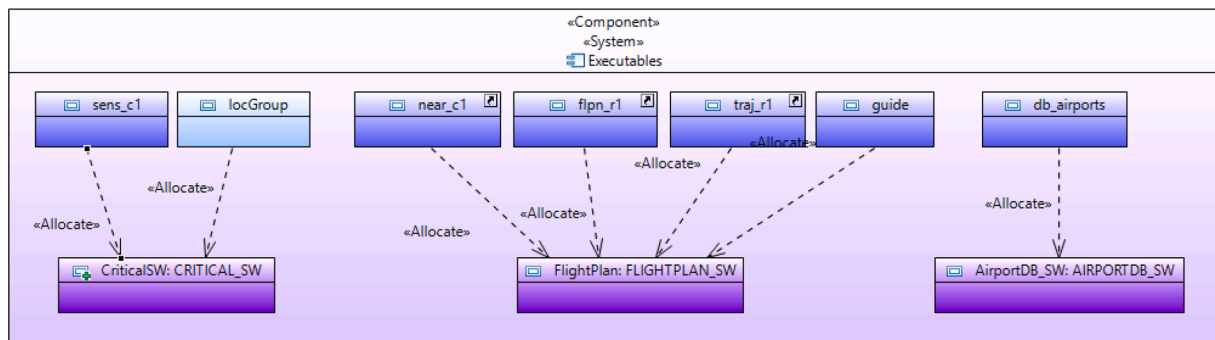 «Component»
«System»
Executables
sens_c1
locGroup
near_c1
flpn_r1
traj_r1
guide
db_airports
«Allocate»
«Allocate»
«Allocate»
«Allocate»
«Allocate»
«Allocate»
«Allocate»
CriticalSW: CRITICAL_SW
FlightPlan: FLIGHTPLAN_SW
AirportDB_SW: AIRPORTDB_SW